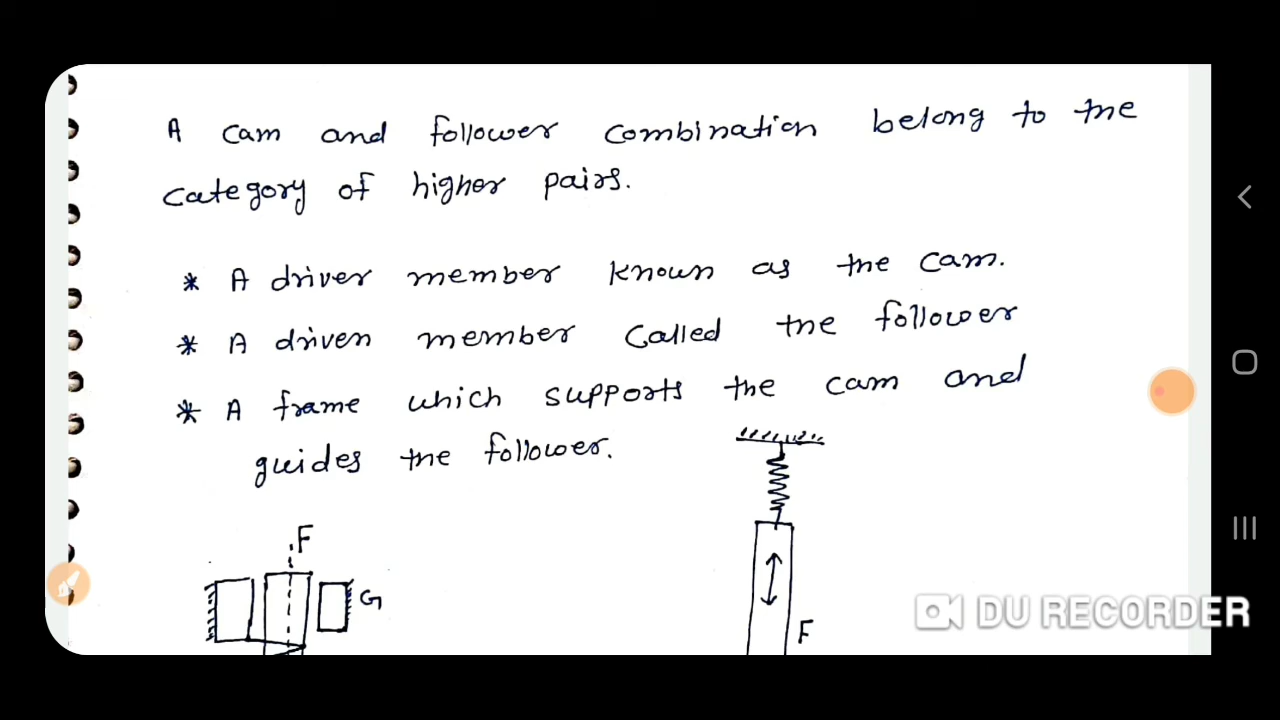 A cam and follower combination belong to the
category of higher pairs.
* A driver member known as the cam.
* A driven member called the follower
* A frame which supports the cam and
guides the follower.
F
G
F
DU RECORDER